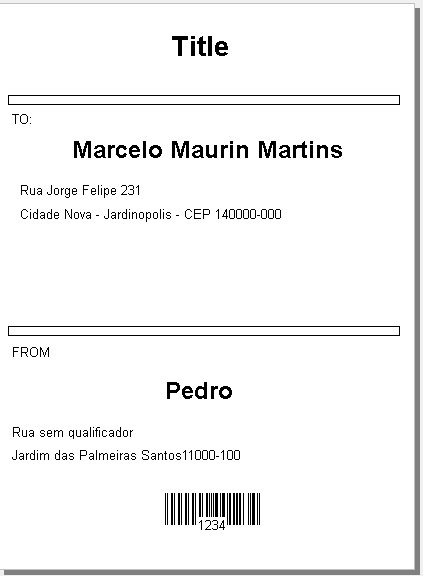 Title
TO:
Marcelo Maurin Martins
Rua Jorge Felipe 231
Cidade Nova - Jardinopolis - CEP 140000-000
FROM
Pedro
Rua sem qualificador
Jardim das Palmeiras Santos11000-100
1234